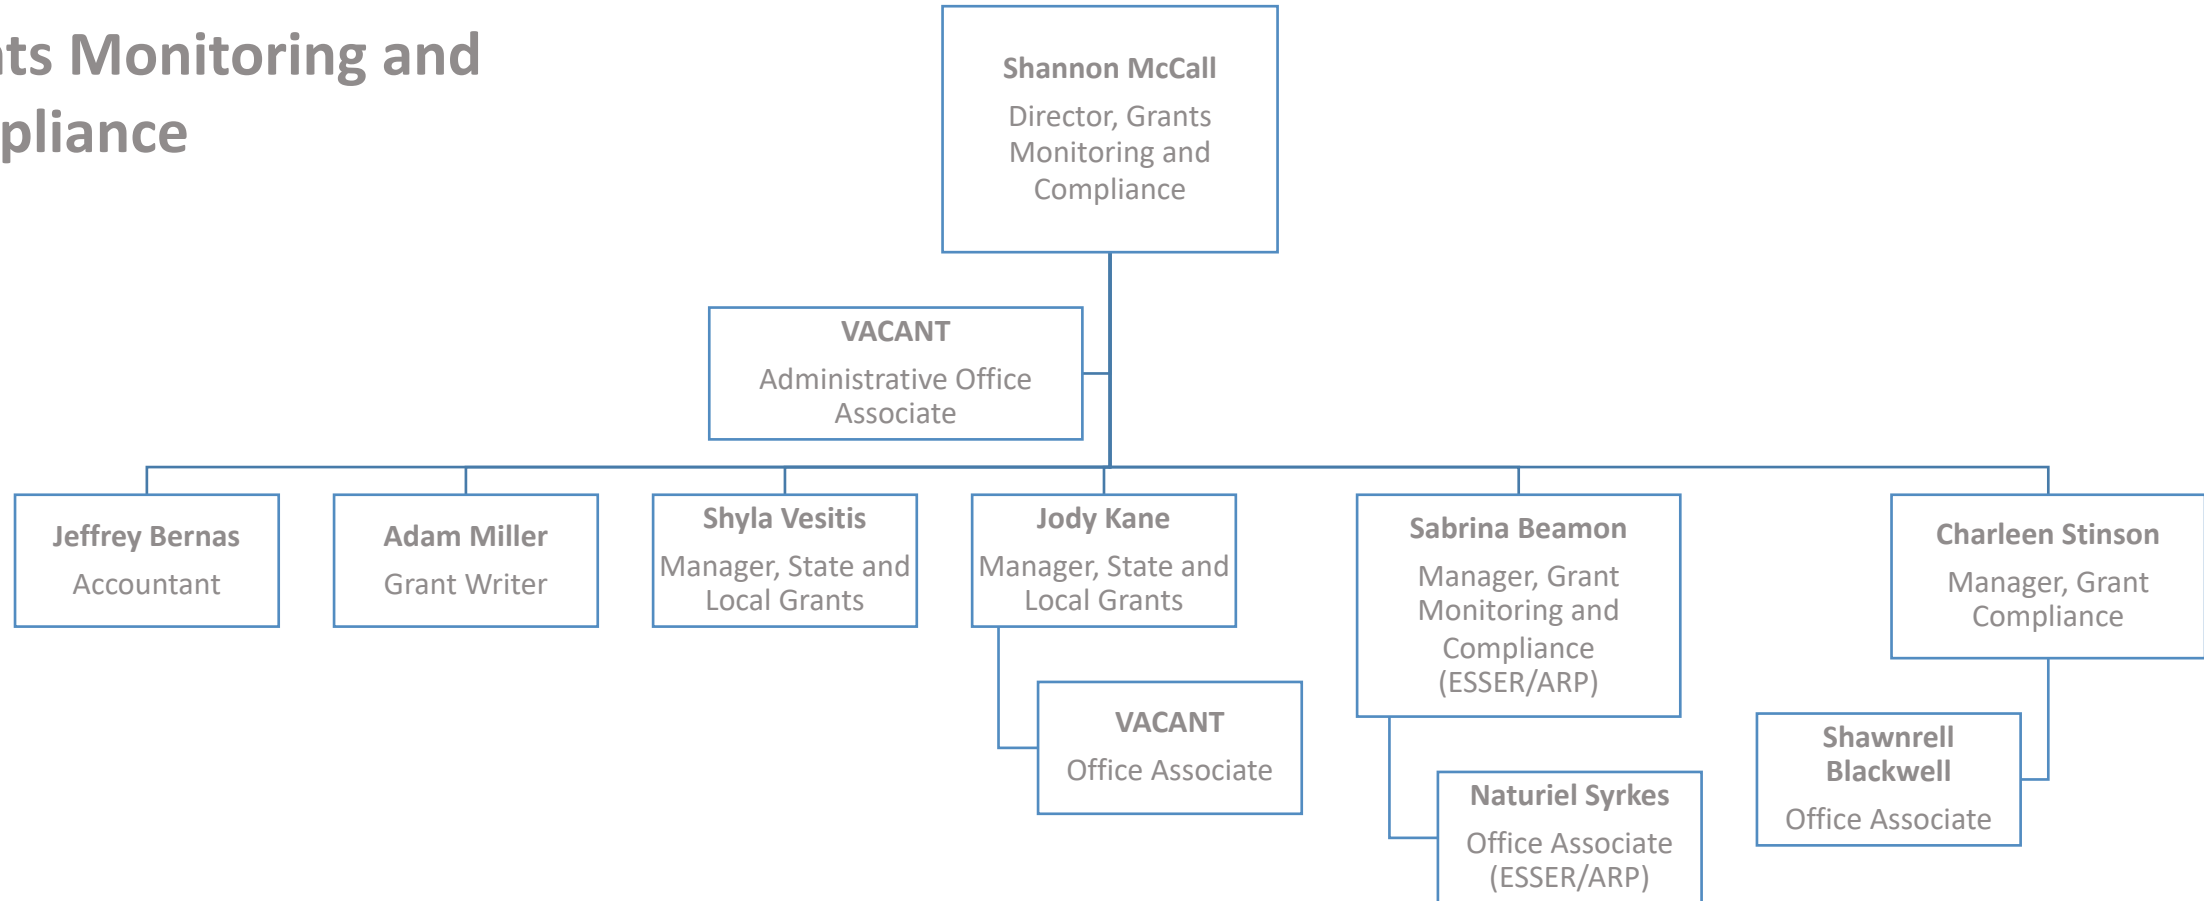 Monitoring and
Shannon McCall
Director, Grants
Monitoring and
Compliance
VACANT
Administrative Office
Associate
Jeffrey Bernas
Accountant
Adam Miller
Grant Writer
Shyla Vesitis
Manager, State and
Local Grants
Jody Kane
Manager, State and
Local Grants
Sabrina Beamon
Manager, Grant
Monitoring and
Compliance
(ESSER/ARP)
Charleen Stinson
Manager, Grant
Compliance
VACANT
Office Associate
Naturiel Syrkes
Office Associate
(ESSER/ARP)
Shawnrell
Blackwell
Office Associate